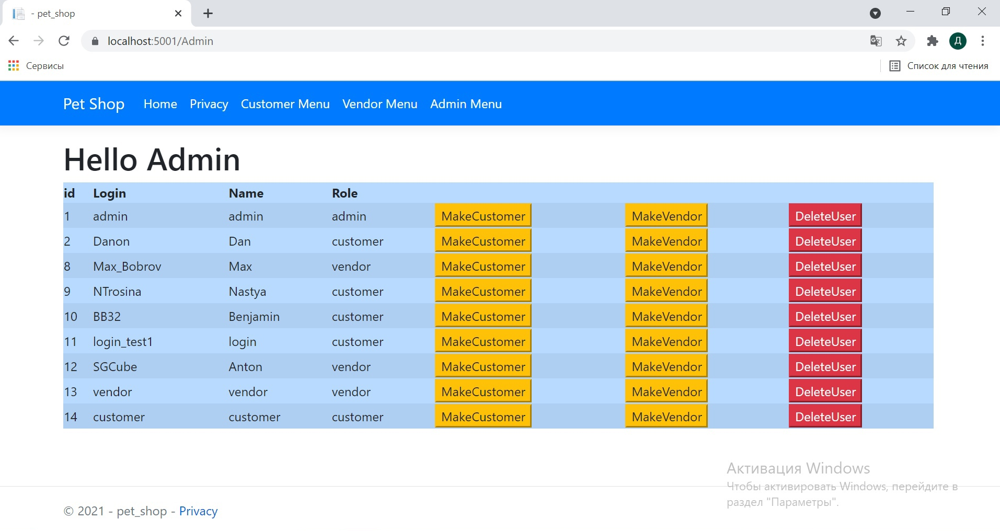 - pet_shop
localhost:5001/Admin
Д
Сервисы
Список для чтения
Pet Shop Home Privacy Customer Menu Vendor Menu Admin Menu
Hello Admin
id Login Name Role
1 admin admin admin MakeCustomer MakeVendor DeleteUser
2 Danon Dan customer MakeCustomer MakeVendor DeleteUser
8 Max_Bobrov Max vendor MakeCustomer MakeVendor DeleteUser
9 NTrosina Nastya customer MakeCustomer MakeVendor DeleteUser
10 BB32 Benjamin customer MakeCustomer MakeVendor DeleteUser
11 login_test1 login customer MakeCustomer MakeVendor DeleteUser
12 SGCube Anton vendor MakeCustomer MakeVendor DeleteUser
13 vendor vendor vendor MakeCustomer MakeVendor DeleteUser
14 customer customer customer MakeCustomer MakeVendor DeleteUser
Активация Windows
Чтобы активировать Windows, перейдите в
раздел "Параметры".
© 2021 - pet_shop - Privacy